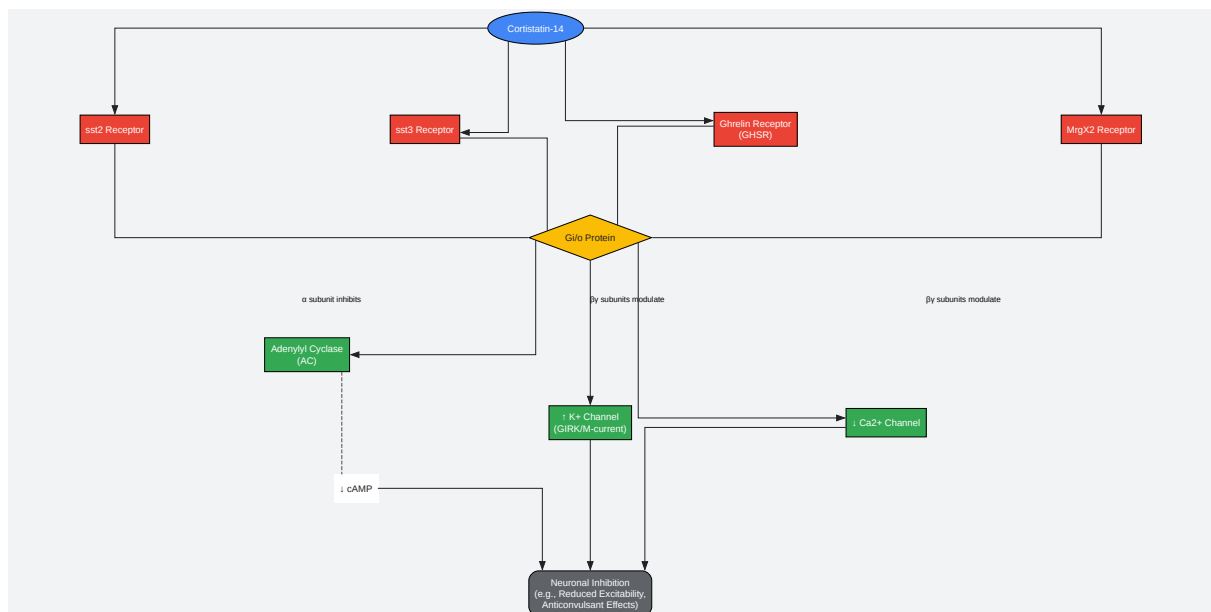 Cortistatin-14
sst2 Receptor
sst3 Receptor
Ghrelin Receptor
(GHSR)
MrgX2 Receptor
Gi/o Protein
α subunit inhibits
βγ subunits modulate
βγ subunits modulate
Adenylyl Cyclase
(AC)
↑ K+ Channel
(GIRK/M-current)
↓ Ca2+ Channel
↓ cAMP
Neuronal Inhibition
(e.g., Reduced Excitability,
Anticonvulsant Effects)